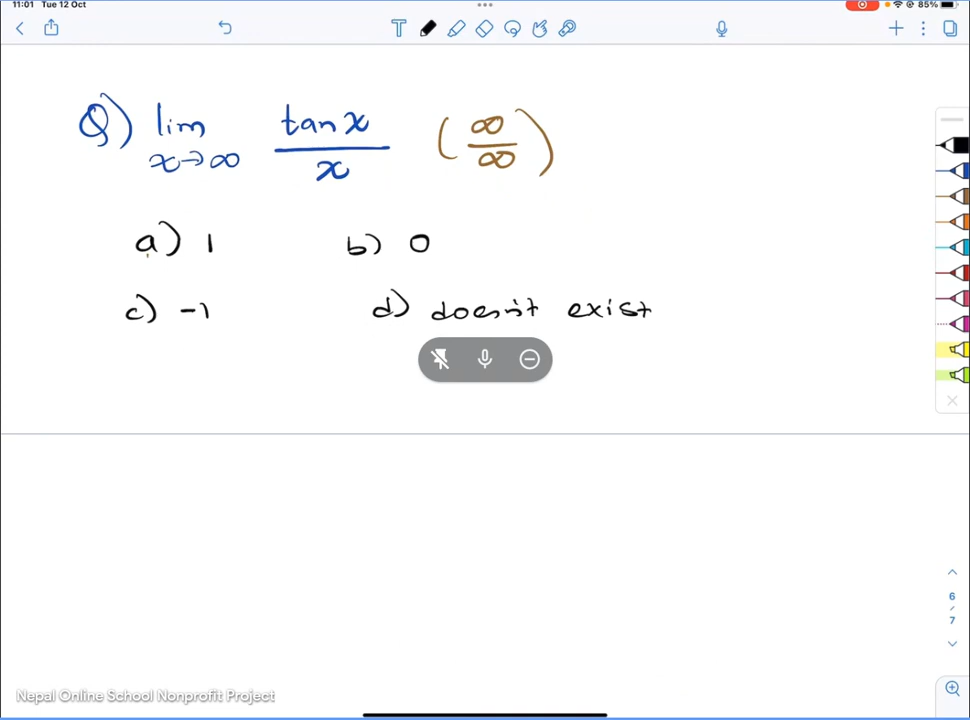 11:01 Tue 12 Oct
85%
Q) lim x→∞ tan x / x (∞/∞)
a) 1 b) 0
c) -1 d) doesn't exist
6
/
7
Nepal Online School Nonprofit Project